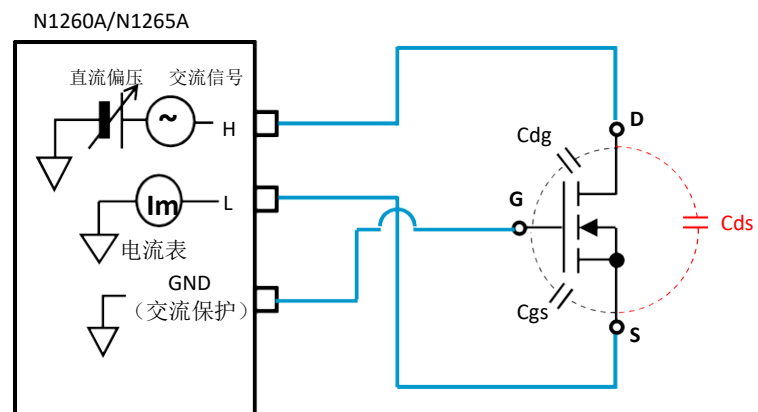 N1260A/N1265A
直流偏压 交流信号
~
H
D
Cdg
G
Im
L
Cds
电流表
GND
（交流保护）
Cgs
S